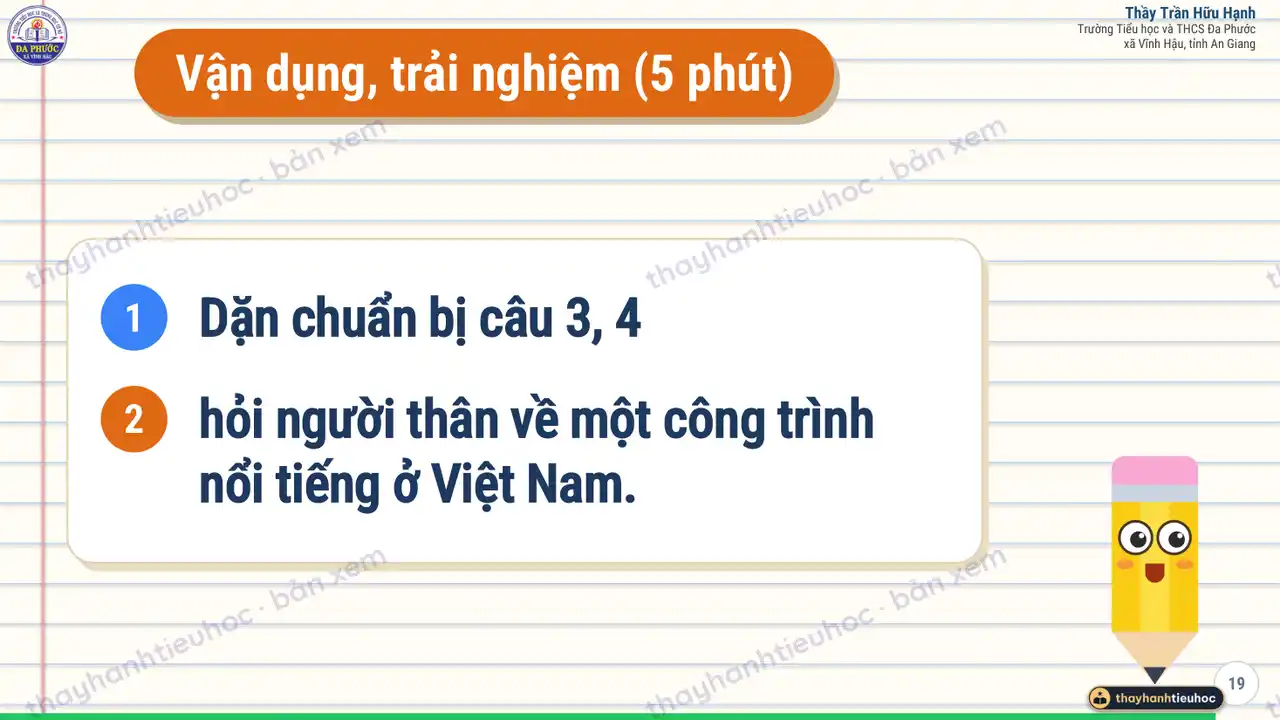 Thầy Trần Hữu Hạnh
Trường Tiểu học và THCS Đa Phước
xã Vĩnh Hậu, tỉnh An Giang
ĐA PHƯỚC
XÃ VĨNH HẬU
Vận dụng, trải nghiệm (5 phút)
thayhanhtieuhoc · bản xem
thayhanhtieuhoc · bản xem
1 Dặn chuẩn bị câu 3, 4
2 hỏi người thân về một công trình
nổi tiếng ở Việt Nam.
thayhanhtieuhoc · bản xem
thayhanhtieuhoc · bản xem
thayhanhtieuhoc
19